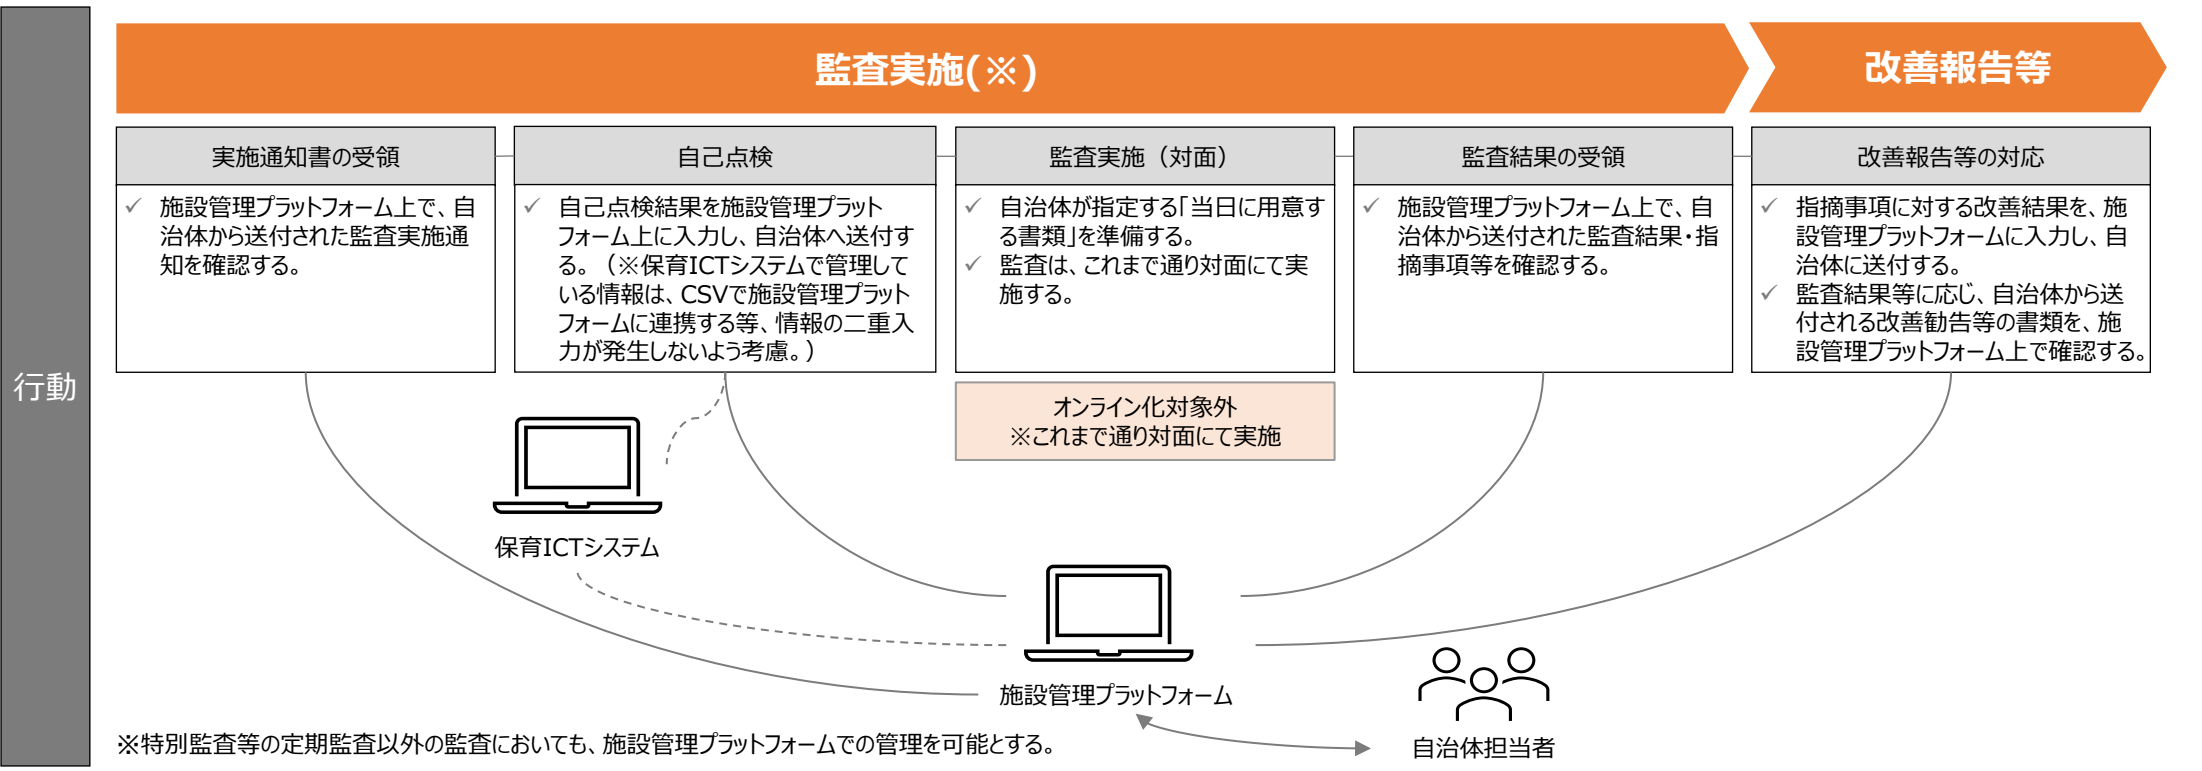 行動
監査実施(※)
改善報告等
実施通知書の受領
✓ 施設管理プラットフォーム上で、自
治体から送付された監査実施通
知を確認する。
自己点検
✓ 自己点検結果を施設管理プラット
フォーム上に入力し、自治体へ送付す
る。（※保育ICTシステムで管理して
いる情報は、CSVで施設管理プラット
フォームに連携する等、情報の二重入
力が発生しないよう考慮。）
監査実施（対面）
✓ 自治体が指定する「当日に用意す
る書類」を準備する。
✓ 監査は、これまで通り対面にて実
施する。
オンライン化対象外
※これまで通り対面にて実施
監査結果の受領
✓ 施設管理プラットフォーム上で、自
治体から送付された監査結果・指
摘事項等を確認する。
改善報告等の対応
✓ 指摘事項に対する改善結果を、施
設管理プラットフォームに入力し、自
治体に送付する。
✓ 監査結果等に応じ、自治体から送
付される改善勧告等の書類を、施
設管理プラットフォーム上で確認する。
保育ICTシステム
施設管理プラットフォーム
自治体担当者
※特別監査等の定期監査以外の監査においても、施設管理プラットフォームでの管理を可能とする。